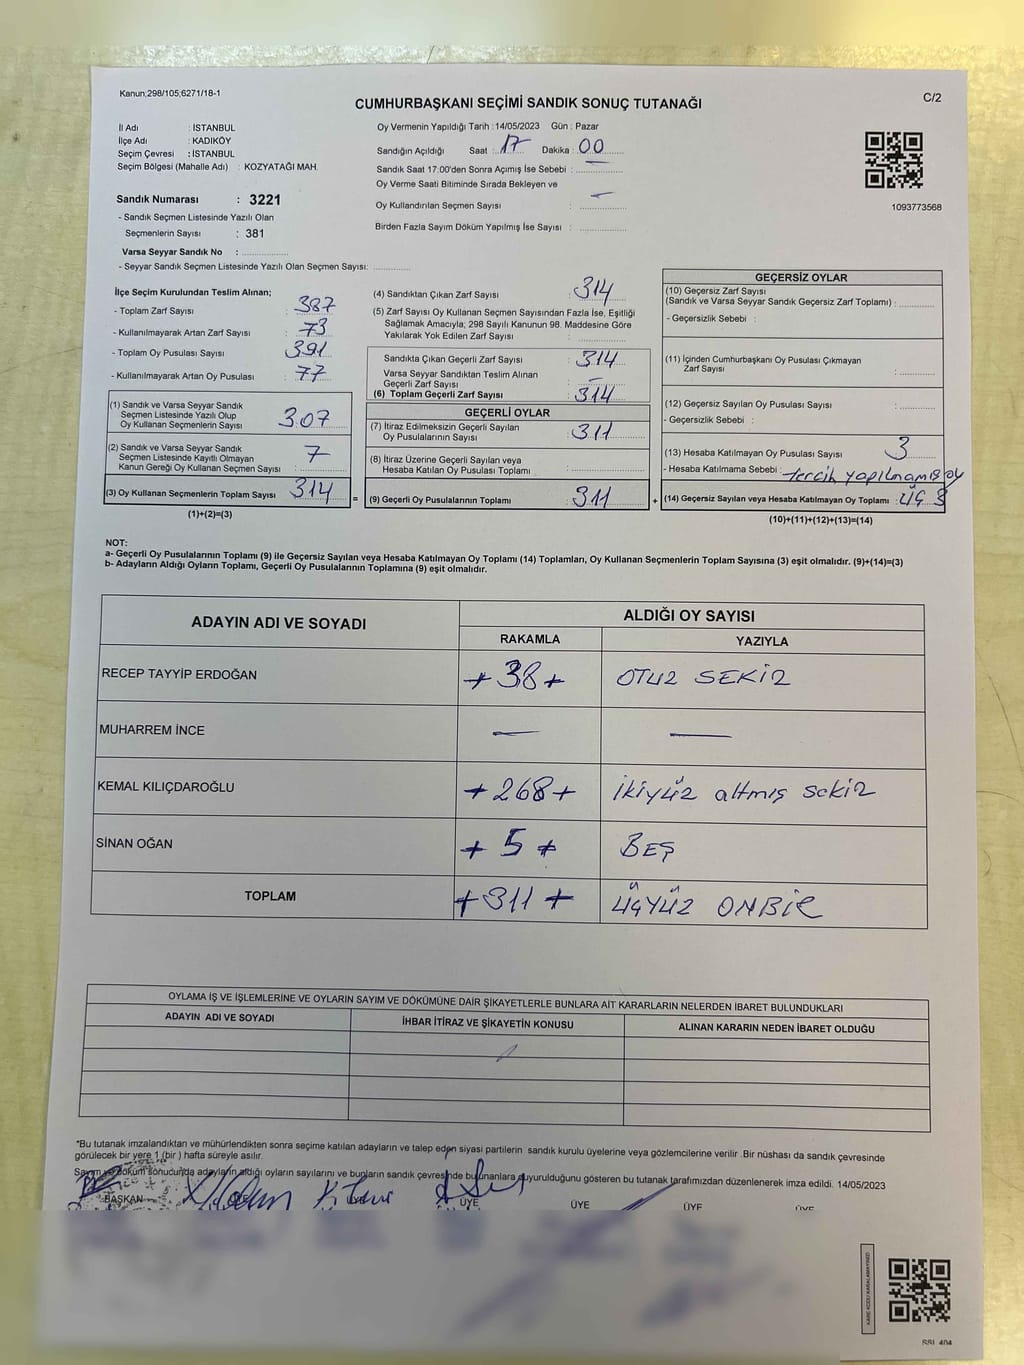 Kanun;298/105;6271/18-1
CUMHURBAŞKANI SEÇİMİ SANDIK SONUÇ TUTANAĞI
C/2
İl Adı : İSTANBUL
İlçe Adı : KADIKÖY
Seçim Çevresi : İSTANBUL
Seçim Bölgesi (Mahalle Adı) : KOZYATAĞI MAH.
Oy Vermenin Yapıldığı Tarih : 14/05/2023 Gün : Pazar
Sandığın Açıldığı Saat : 17 Dakika : 00
Sandık Saat 17:00'den Sonra Açımış İse Sebebi : —
Oy Verme Saati Bitiminde Sırada Bekleyen ve
Oy Kullandırılan Seçmen Sayısı : —
Birden Fazla Sayım Döküm Yapılmış İse Sayısı :
1093773568
Sandık Numarası : 3221
- Sandık Seçmen Listesinde Yazılı Olan
Seçmenlerin Sayısı : 381
Varsa Seyyar Sandık No :
- Seyyar Sandık Seçmen Listesinde Yazılı Olan Seçmen Sayısı:
İlçe Seçim Kurulundan Teslim Alınan;
- Toplam Zarf Sayısı : 387
- Kullanılmayarak Artan Zarf Sayısı : 73
- Toplam Oy Pusulası Sayısı : 391
- Kullanılmayarak Artan Oy Pusulası : 77
(1) Sandık ve Varsa Seyyar Sandık
Seçmen Listesinde Yazılı Olup
Oy Kullanan Seçmenlerin Sayısı : 307
(2) Sandık ve Varsa Seyyar Sandık
Seçmen Listesinde Kayıtlı Olmayan
Kanun Gereği Oy Kullanan Seçmen Sayısı : 7
(3) Oy Kullanan Seçmenlerin Toplam Sayısı : 314
(1)+(2)=(3)
(4) Sandıktan Çıkan Zarf Sayısı : 314
(5) Zarf Sayısı Oy Kullanan Seçmen Sayısından Fazla İse, Eşitliği
Sağlamak Amacıyla; 298 Sayılı Kanunun 98. Maddesine Göre
Yakılarak Yok Edilen Zarf Sayısı :
Sandıkta Çıkan Geçerli Zarf Sayısı : 314
Varsa Seyyar Sandıktan Teslim Alınan
Geçerli Zarf Sayısı : —
(6) Toplam Geçerli Zarf Sayısı : 314
GEÇERLİ OYLAR
(7) İtiraz Edilmeksizin Geçerli Sayılan
Oy Pusulalarının Sayısı : 311
(8) İtiraz Üzerine Geçerli Sayılan veya
Hesaba Katılan Oy Pusulası Toplamı :
= (9) Geçerli Oy Pusulalarının Toplamı : 311 +
GEÇERSİZ OYLAR
(10) Geçersiz Zarf Sayısı
(Sandık ve Varsa Seyyar Sandık Geçersiz Zarf Toplamı) :
- Geçersizlik Sebebi :
(11) İçinden Cumhurbaşkanı Oy Pusulası Çıkmayan
Zarf Sayısı :
(12) Geçersiz Sayılan Oy Pusulası Sayısı :
- Geçersizlik Sebebi :
(13) Hesaba Katılmayan Oy Pusulası Sayısı : 3
- Hesaba Katılmama Sebebi : tercih yapılmamış oy
(14) Geçersiz Sayılan veya Hesaba Katılmayan Oy Toplamı : üç 3
(10)+(11)+(12)+(13)=(14)
NOT:
a- Geçerli Oy Pusulalarının Toplamı (9) ile Geçersiz Sayılan veya Hesaba Katılmayan Oy Toplamı (14) Toplamları, Oy Kullanan Seçmenlerin Toplam Sayısına (3) eşit olmalıdır. (9)+(14)=(3)
b- Adayların Aldığı Oyların Toplamı, Geçerli Oy Pusulalarının Toplamına (9) eşit olmalıdır.
ADAYIN ADI VE SOYADI
ALDIĞI OY SAYISI
RAKAMLA YAZIYLA
RECEP TAYYİP ERDOĞAN +38+ OTUZ SEKİZ
MUHARREM İNCE — —
KEMAL KILIÇDAROĞLU +268+ İkiyüz altmış sekiz
SİNAN OĞAN +5+ BEŞ
TOPLAM +311+ ÜÇYÜZ ONBİR
OYLAMA İŞ VE İŞLEMLERİNE VE OYLARIN SAYIM VE DÖKÜMÜNE DAİR ŞİKAYETLERLE BUNLARA AİT KARARLARIN NELERDEN İBARET BULUNDUKLARI
ADAYIN ADI VE SOYADI İHBAR İTİRAZ VE ŞİKAYETİN KONUSU ALINAN KARARIN NEDEN İBARET OLDUĞU
*Bu tutanak imzalandıktan ve mühürlendikten sonra seçime katılan adayların ve talep eden siyasi partilerin sandık kurulu üyelerine veya gözlemcilerine verilir .Bir nüshası da sandık çevresinde
görülecek bir yere 1 (bir ) hafta süreyle asılır.
Sayım ve döküm sonucunda adayların aldığı oyların sayılarını ve bunların sandık çevresinde bulunanlara duyurulduğunu gösteren bu tutanak tarafımızdan düzenlenerek imza edildi. 14/05/2023
BAŞKAN ÜYE ÜYE ÜYE ÜYE